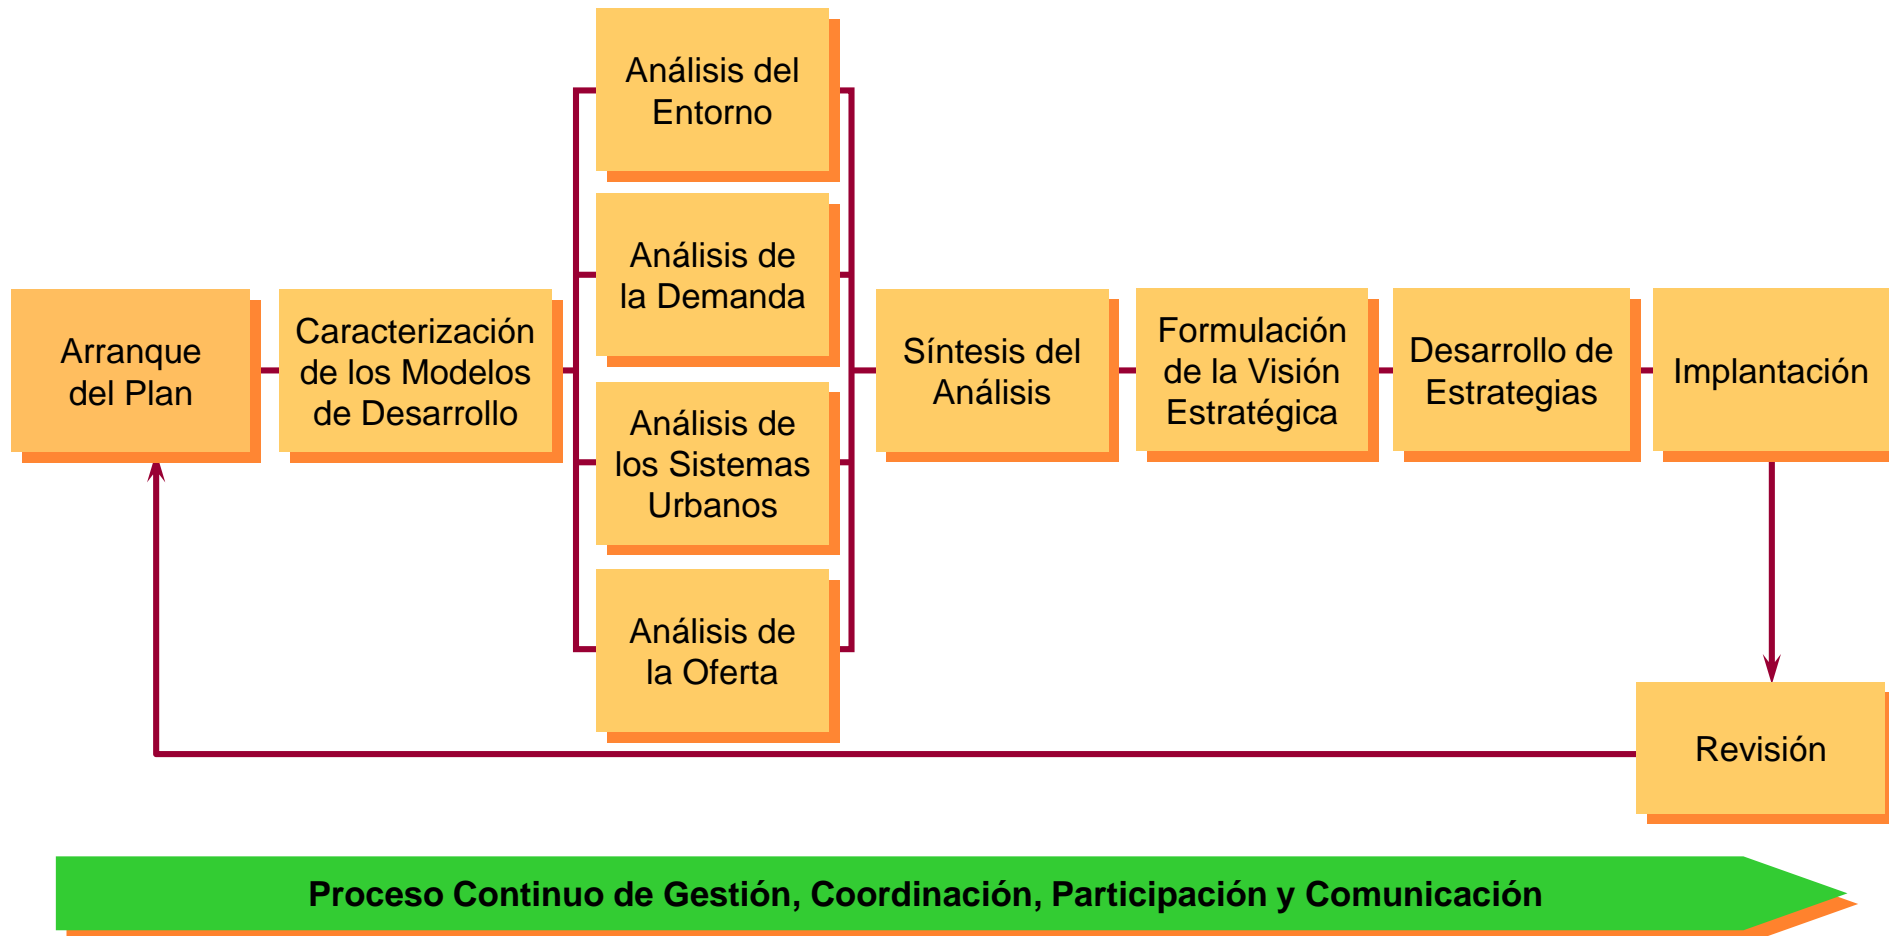 Arranque
del Plan
Caracterización
de los Modelos
de Desarrollo
Análisis del
Entorno
Análisis de
la Demanda
Análisis de
los Sistemas
Urbanos
Análisis de
la Oferta
Síntesis del
Análisis
Formulación
de la Visión
Estratégica
Desarrollo de
Estrategias
Implantación
Revisión
Proceso Continuo de Gestión, Coordinación, Participación y Comunicación